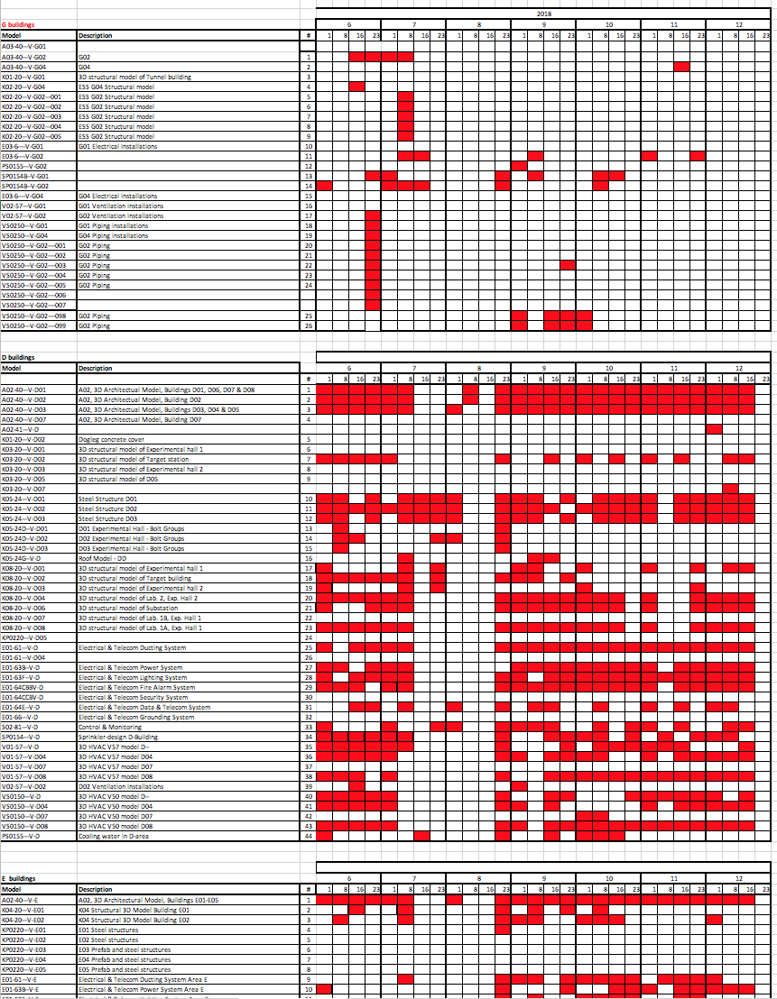 2018
G buildings 6 7 8 9 10 11 12
Model Description # 1 8 16 23 1 8 16 23 1 8 16 23 1 8 16 23 1 8 16 23 1 8 16 23 1 8 16 23
A03-40---V-G01
A03-40---V-G02 G02 1
A03-40---V-G04 G04 2
K01-20---V-G01 3D structural model of Tunnel building 3
K02-20---V-G01 ESS G04 Structural model 4
K02-20---V-G02---001 ESS G02 Structural model 5
K02-20---V-G02---002 ESS G02 Structural model 6
K02-20---V-G02---003 ESS G02 Structural model 7
K02-20---V-G02---004 ESS G02 Structural model 8
K02-20---V-G02---005 ESS G02 Structural model 9
E03-6----V-G01 G01 Electrical installations 10
E03-6----V-G02 11
PS0155---V-G02 12
SP0154B--V-G01 13
SP0154B--V-G02 14
E03-6----V-G04 G04 Electrical installations 15
V02-57---V-G01 G01 Ventilation installations 16
V02-57---V-G02 G02 Ventilation installations 17
VS0250---V-G01 G01 Piping installations 18
VS0250---V-G04 G04 Piping installations 19
VS0250---V-G02---001 G02 Piping 20
VS0250---V-G02---002 G02 Piping 21
VS0250---V-G02---003 G02 Piping 22
VS0250---V-G02---004 G02 Piping 23
VS0250---V-G02---005 G02 Piping 24
VS0250---V-G02---006
VS0250---V-G02---007
VS0250---V-G02---098 G02 Piping 25
VS0250---V-G02---099 G02 Piping 26
D buildings
Model Description 6 7 8 9 10 11 12
# 1 8 16 23 1 8 16 23 1 8 16 23 1 8 16 23 1 8 16 23 1 8 16 23 1 8 16 23
A02-40---V-D01 A02, 3D Architectual Model, Buildings D01, D06, D07 & D08 1
A02-40---V-D02 A02, 3D Architectual Model, Building D02 2
A02-40---V-D03 A02, 3D Architectual Model, Buildings D03, D04 & D05 3
A02-40---V-D07 A02, 3D Architectual Model, Building D07 4
A02-41---V-D
K01-20---V-D02 Dogleg concrete cover 5
K03-20---V-D01 3D structural model of Experimental hall 1 6
K03-20---V-D02 3D structural model of Target station 7
K03-20---V-D03 3D structural model of Experimental hall 2 8
K03-20---V-D05 3D structural model of D05 9
K03-20---V-D07
K05-24---V-D01 Steel Structure D01 10
K05-24---V-D02 Steel Structure D02 11
K05-24---V-D03 Steel Structure D03 12
K05-24D--V-D01 D01 Experimental Hall - Bolt Groups 13
K05-24D--V-D02 D02 Experimental Hall - Bolt Groups 14
K05-24D--V-D03 D03 Experimental Hall - Bolt Groups 15
K05-24G--V-D Roof Model - DD 16
K08-20---V-D01 3D structural model of Experimental hall 1 17
K08-20---V-D02 3D structural model of Target building 18
K08-20---V-D03 3D structural model of Experimental hall 2 19
K08-20---V-D04 3D structural model of Lab. 2, Exp. Hall 2 20
K08-20---V-D06 3D structural model of Substation 21
K08-20---V-D07 3D structural model of Lab. 1B, Exp. Hall 1 22
K08-20---V-D08 3D structural model of Lab. 1A, Exp. Hall 1 23
KP0220---V-D05 24
E01-61---V-D Electrical & Telecom Ducting System 25
E01-61---V-D04 26
E01-63B--V-D Electrical & Telecom Power System 27
E01-63F--V-D Electrical & Telecom Lighting System 28
E01-64CBBV-D Electrical & Telecom Fire Alarm System 29
E01-64CCBV-D Electrical & Telecom Security System 30
E01-64E--V-D Electrical & Telecom Data & Telecom System 31
E01-66---V-D Electrical & Telecom Grounding System 32
S02-81---V-D Control & Monitoring 33
SP0154---V-D Sprinkler-design D-Building 34
V01-57---V-D 3D HVAC V57 model D-- 35
V01-57---V-D04 3D HVAC V57 model D04 36
V01-57---V-D07 3D HVAC V57 model D07 37
V01-57---V-D08 3D HVAC V57 model D08 38
V02-57---V-D02 D02 Ventilation installations 39
VS0150---V-D 3D HVAC V50 model D-- 40
VS0150---V-D04 3D HVAC V50 model D04 41
VS0150---V-D07 3D HVAC V50 model D07 42
VS0150---V-D08 3D HVAC V50 model D08 43
PS0155---V-D Cooling water in D-area 44
E buildings 6 7 8 9 10 11 12
Model Description # 1 8 16 23 1 8 16 23 1 8 16 23 1 8 16 23 1 8 16 23 1 8 16 23 1 8 16 23
A02-40---V-E A02, 3D Architectural Model, Buildings E01-E05 1
K04-20---V-E01 K04 Structural 3D Model Building E01 2
K04-20---V-E02 K04 Structural 3D Model Building E02 3
KP0220---V-E01 E01 Steel structures 4
KP0220---V-E02 E02 Steel structures 5
KP0220---V-E03 E03 Prefab and steel structures 6
KP0220---V-E04 E04 Prefab and steel structures 7
KP0220---V-E05 E05 Prefab and steel structures 8
E01-61---V-E Electrical & Telecom Ducting System Area E 9
E01-63B--V-E Electrical & Telecom Power System Area E 10